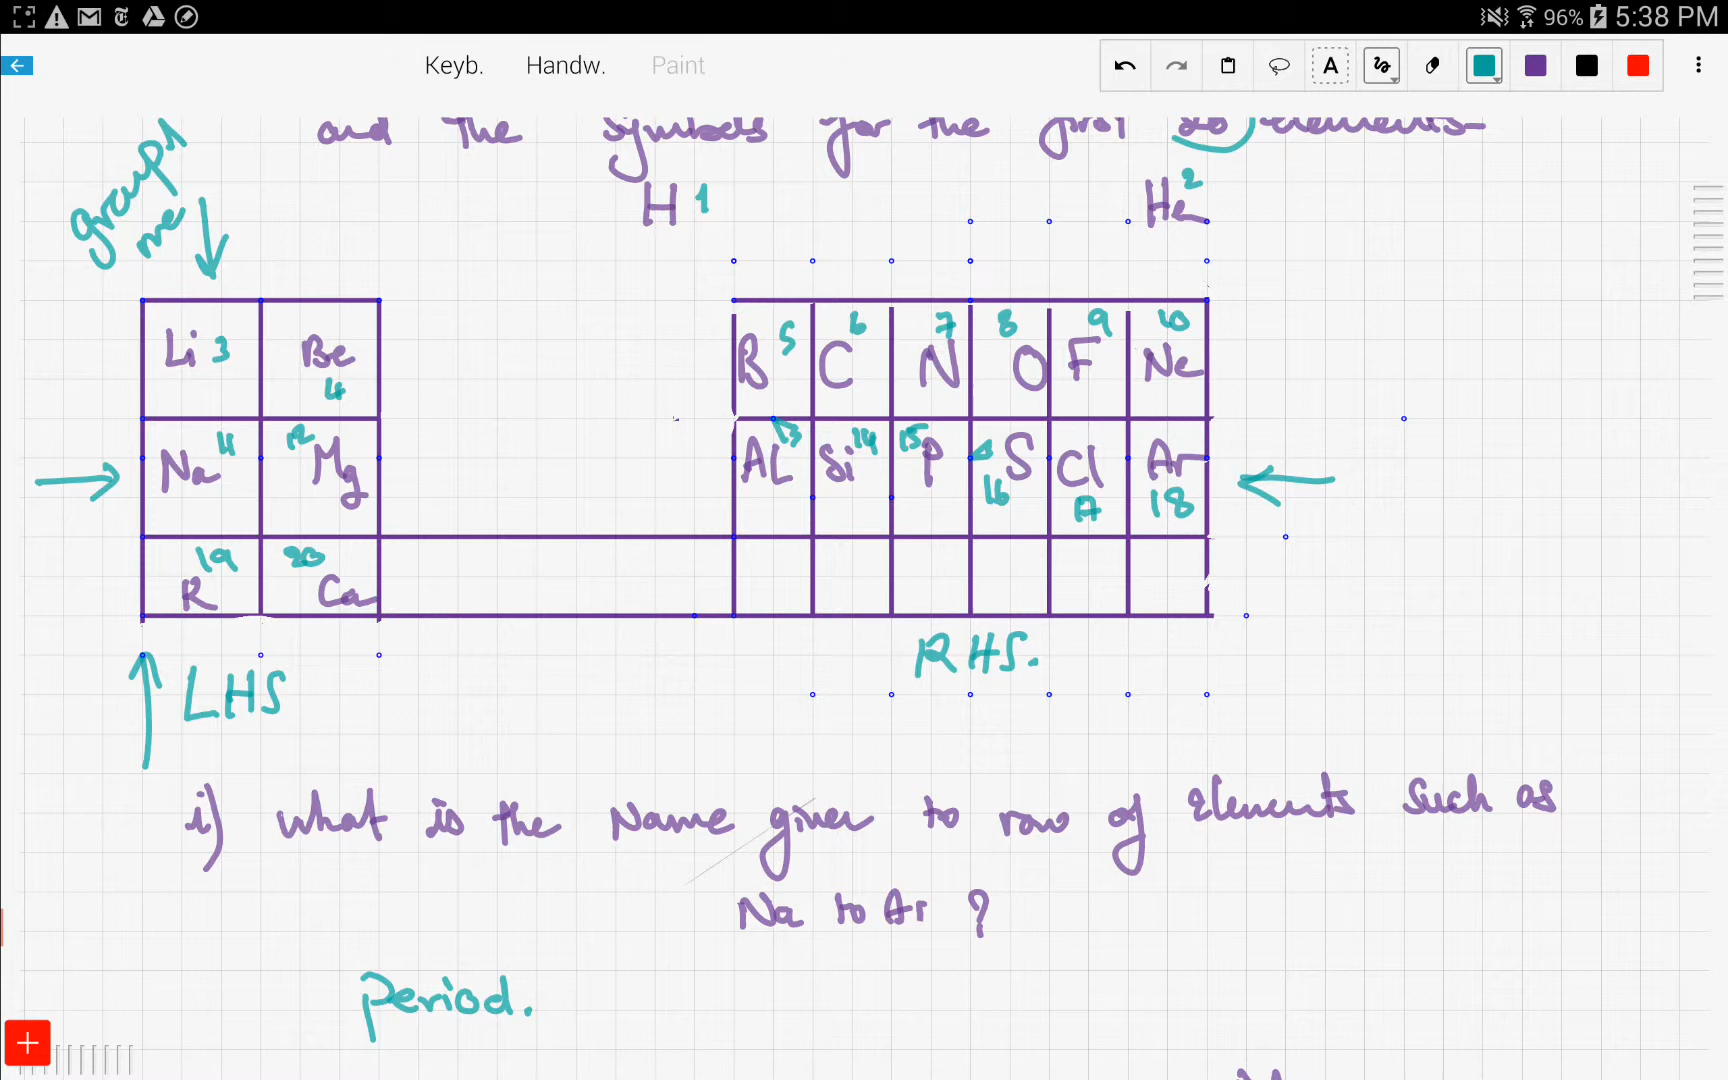 96% 5:38 PM
Keyb. Handw. Paint A
and the symbols for the first 20 elements
group 1
me
H 1 He 2
Li 3 Be 4 B 5 C 6 N 7 O 8 F 9 Ne 10
Na 11 12 Mg AL 13 Si 14 15 P 16 S Cl 17 Ar 18
K 19 20 Ca
RHS.
LHS
i) what is the Name given to row of Elements such as
Na to Ar ?
Period.